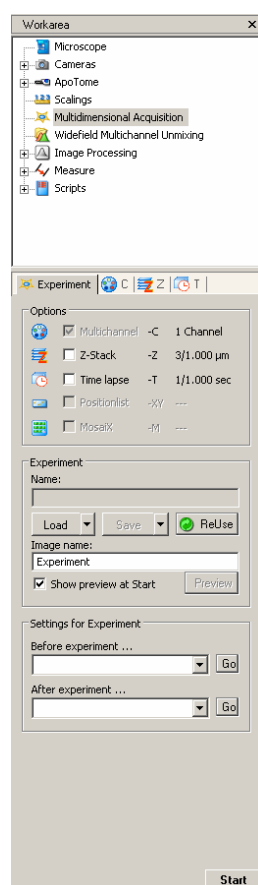 Workarea x
Microscope
Cameras
ApoTome
Scalings
Multidimensional Acquisition
Widefield Multichannel Unmixing
Image Processing
Measure
Scripts
Experiment C Z T
Options
Multichannel -C 1 Channel
Z-Stack -Z 3/1.000 µm
Time lapse -T 1/1.000 sec
Positionlist -XY ---
MosaiX -M ---
Experiment
Name:
Load Save ReUse
Image name:
Experiment
Show preview at Start Preview
Settings for Experiment
Before experiment ...
Go
After experiment ...
Go
Start